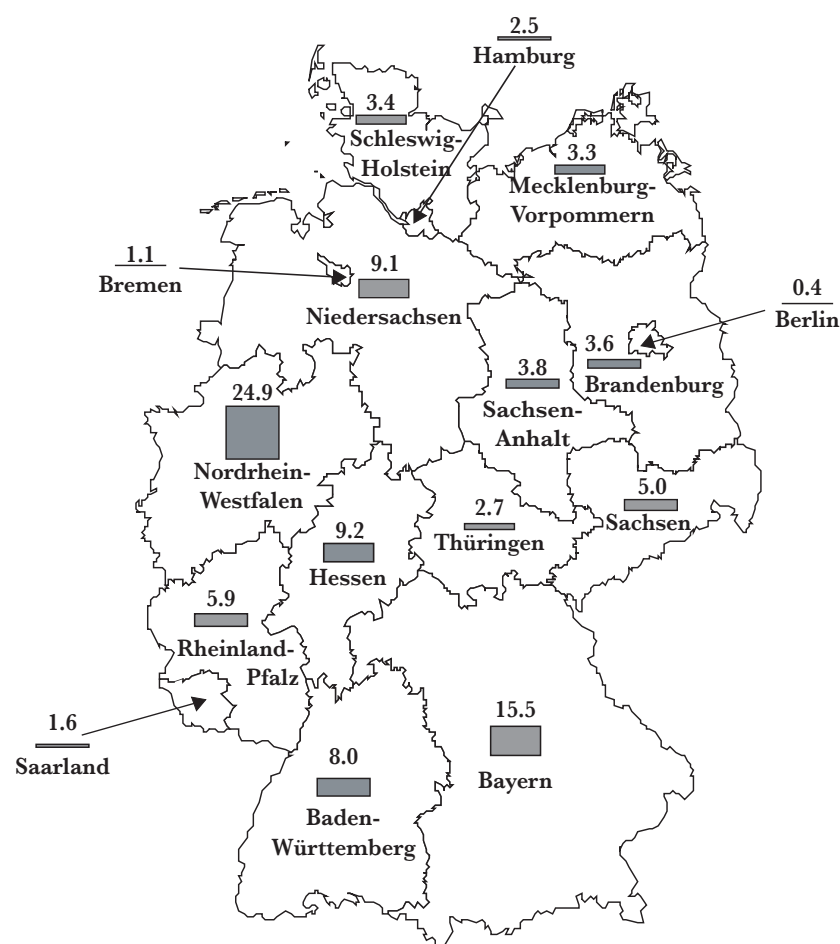 2.5
Hamburg
3.4
Schleswig-
Holstein
3.3
Mecklenburg-
Vorpommern
1.1
Bremen
9.1
Niedersachsen
0.4
Berlin
3.6
Brandenburg
3.8
Sachsen-
Anhalt
24.9
Nordrhein-
Westfalen
5.0
Sachsen
2.7
Thüringen
9.2
Hessen
5.9
Rheinland-
Pfalz
1.6
Saarland
15.5
Bayern
8.0
Baden-
Württemberg